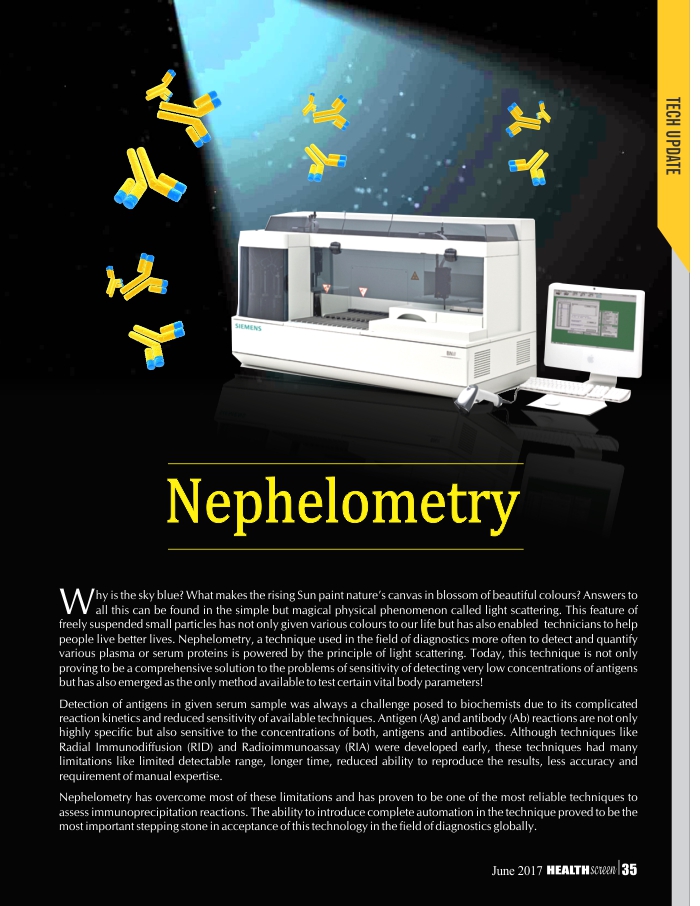 TECH UPDATE
SIEMENS
Nephelometry
Why is the sky blue? What makes the rising Sun paint nature's canvas in blossom of beautiful colours? Answers to
all this can be found in the simple but magical physical phenomenon called light scattering. This feature of
freely suspended small particles has not only given various colours to our life but has also enabled technicians to help
people live better lives. Nephelometry, a technique used in the field of diagnostics more often to detect and quantify
various plasma or serum proteins is powered by the principle of light scattering. Today, this technique is not only
proving to be a comprehensive solution to the problems of sensitivity of detecting very low concentrations of antigens
but has also emerged as the only method available to test certain vital body parameters!
Detection of antigens in given serum sample was always a challenge posed to biochemists due to its complicated
reaction kinetics and reduced sensitivity of available techniques. Antigen (Ag) and antibody (Ab) reactions are not only
highly specific but also sensitive to the concentrations of both, antigens and antibodies. Although techniques like
Radial Immunodiffusion (RID) and Radioimmunoassay (RIA) were developed early, these techniques had many
limitations like limited detectable range, longer time, reduced ability to reproduce the results, less accuracy and
requirement of manual expertise.
Nephelometry has overcome most of these limitations and has proven to be one of the most reliable techniques to
assess immunoprecipitation reactions. The ability to introduce complete automation in the technique proved to be the
most important stepping stone in acceptance of this technology in the field of diagnostics globally.
June 2017 HEALTHscreen 35